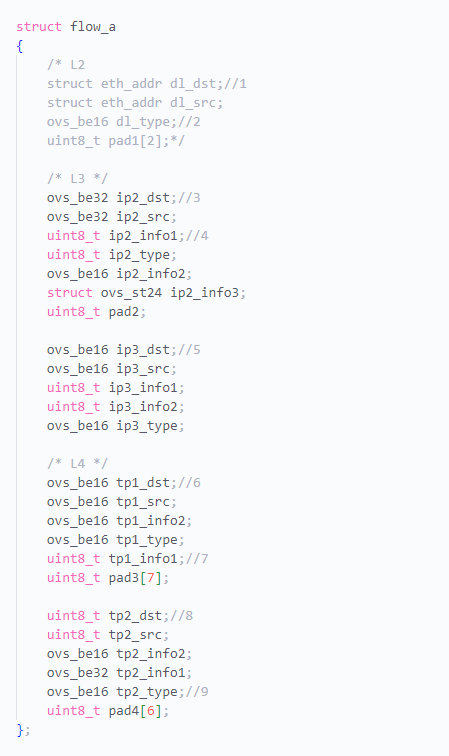 struct flow_a
{
    /* L2
    struct eth_addr dl_dst;//1
    struct eth_addr dl_src;
    ovs_be16 dl_type;//2
    uint8_t pad1[2];*/

    /* L3 */
    ovs_be32 ip2_dst;//3
    ovs_be32 ip2_src;
    uint8_t ip2_info1;//4
    uint8_t ip2_type;
    ovs_be16 ip2_info2;
    struct ovs_st24 ip2_info3;
    uint8_t pad2;

    ovs_be16 ip3_dst;//5
    ovs_be16 ip3_src;
    uint8_t ip3_info1;
    uint8_t ip3_info2;
    ovs_be16 ip3_type;

    /* L4 */
    ovs_be16 tp1_dst;//6
    ovs_be16 tp1_src;
    ovs_be16 tp1_info2;
    ovs_be16 tp1_type;
    uint8_t tp1_info1;//7
    uint8_t pad3[7];

    uint8_t tp2_dst;//8
    uint8_t tp2_src;
    ovs_be16 tp2_info2;
    ovs_be32 tp2_info1;
    ovs_be16 tp2_type;//9
    uint8_t pad4[6];
};